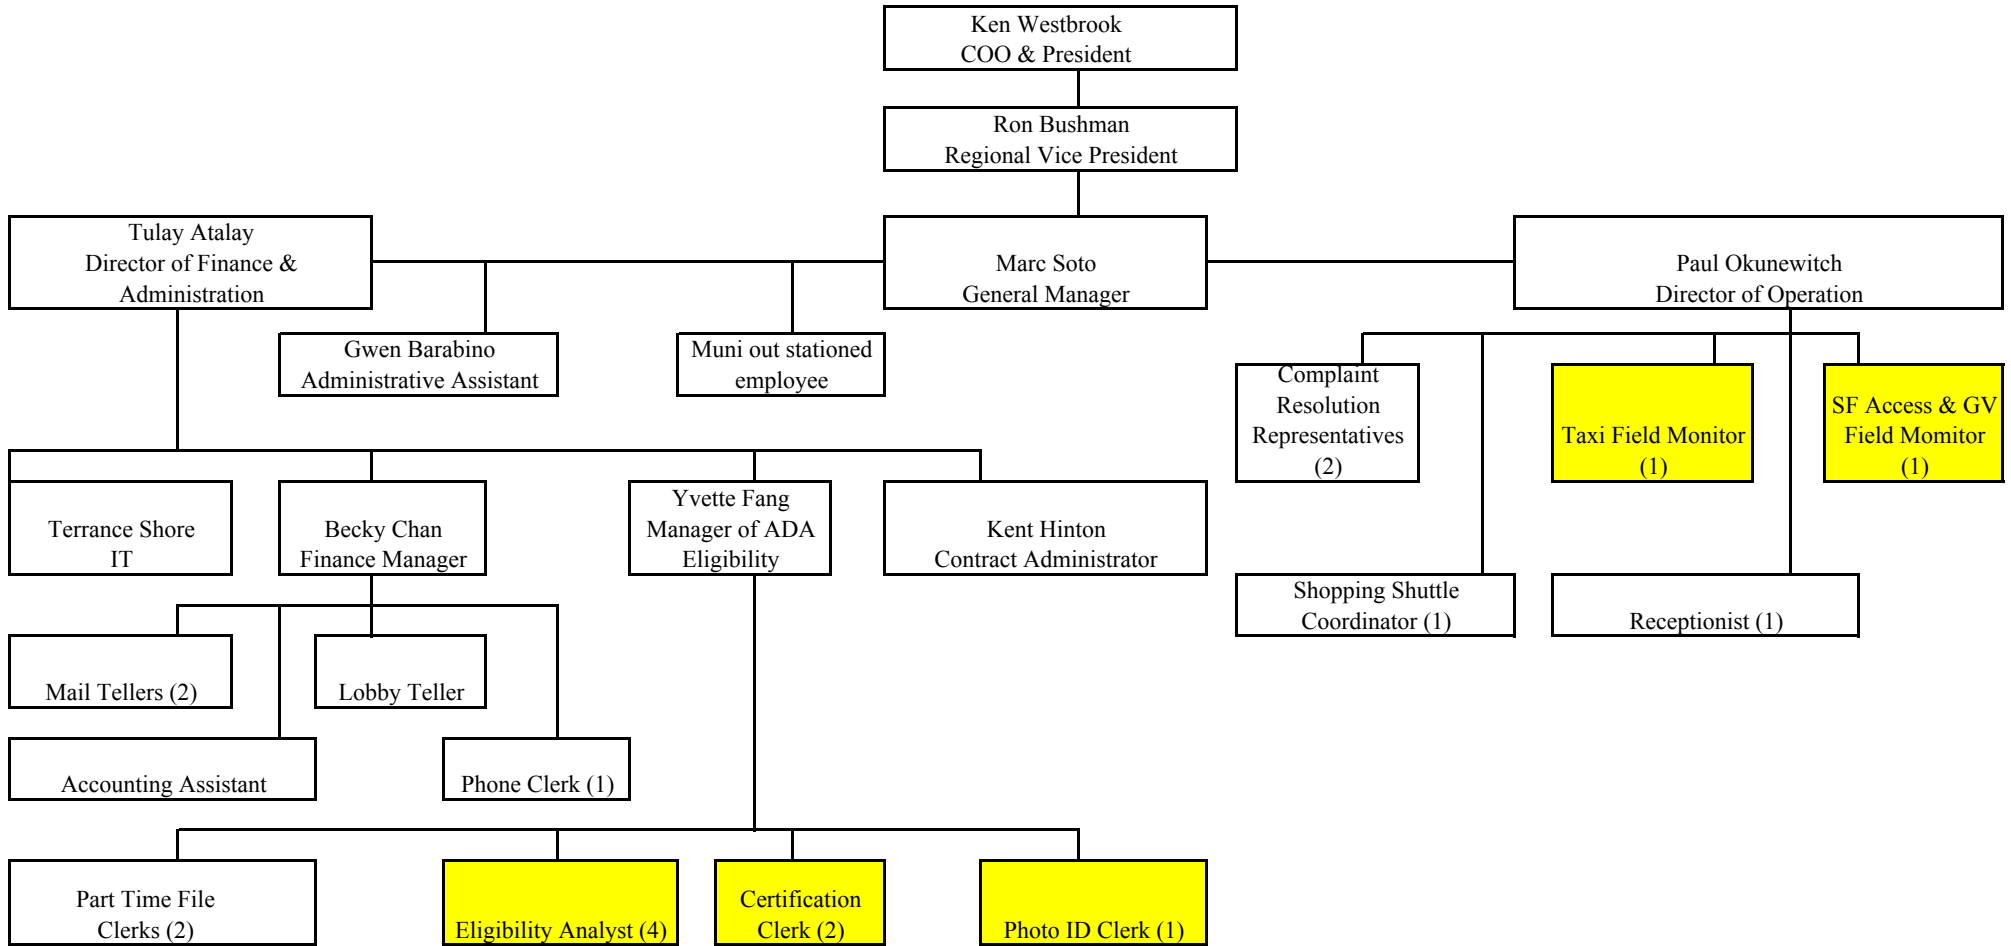 Ken Westbrook
COO & President
Ron Bushman
Regional Vice President
Tulay Atalay
Director of Finance &
Administration
Marc Soto
General Manager
Paul Okunewitch
Director of Operation
Gwen Barabino
Administrative Assistant
Muni out stationed
employee
Complaint
Resolution
Representatives
(2)
Taxi Field Monitor
(1)
SF Access & GV
Field Momitor
(1)
Terrance Shore
IT
Becky Chan
Finance Manager
Yvette Fang
Manager of ADA
Eligibility
Kent Hinton
Contract Administrator
Shopping Shuttle
Coordinator (1)
Receptionist (1)
Mail Tellers (2)
Lobby Teller
Accounting Assistant
Phone Clerk (1)
Part Time File
Clerks (2)
Eligibility Analyst (4)
Certification
Clerk (2)
Photo ID Clerk (1)